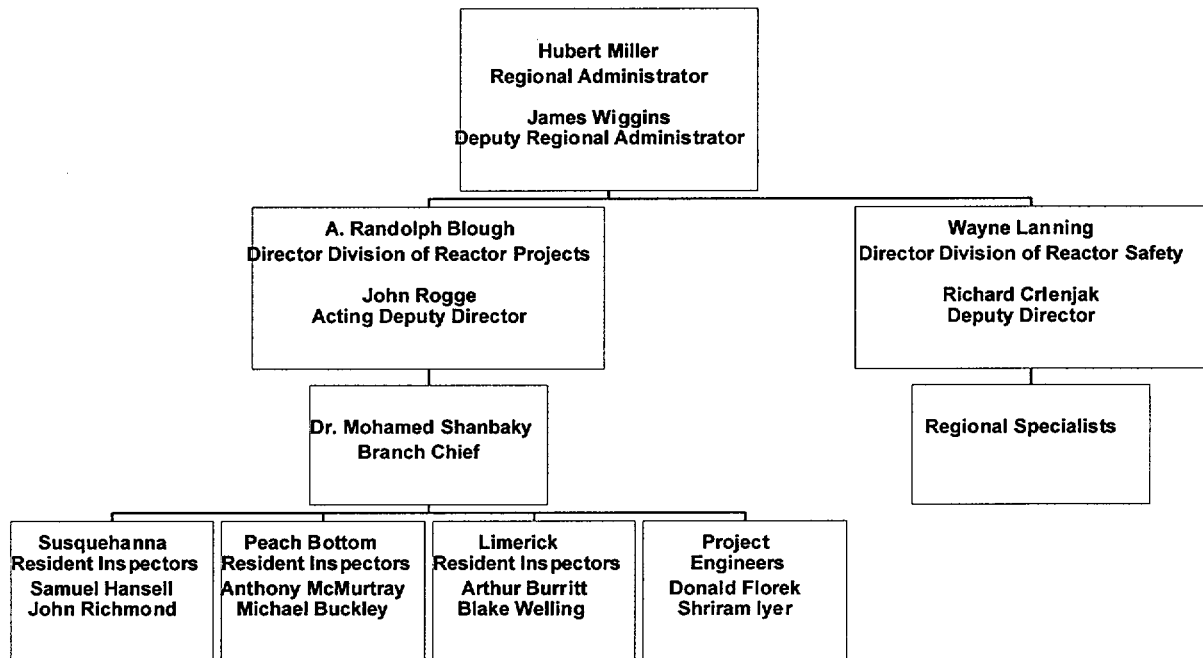 Hubert Miller
Regional Administrator
James Wiggins
Deputy Regional Administrator
A. Randolph Blough
Director Division of Reactor Projects
John Rogge
Acting Deputy Director
Wayne Lanning
Director Division of Reactor Safety
Richard Crlenjak
Deputy Director
Dr. Mohamed Shanbaky
Branch Chief
Regional Specialists
Susquehanna
Resident Inspectors
Samuel Hansell
John Richmond
Peach Bottom
Resident Inspectors
Anthony McMurtray
Michael Buckley
Limerick
Resident Inspectors
Arthur Burritt
Blake Welling
Project
Engineers
Donald Florek
Shriram Iyer